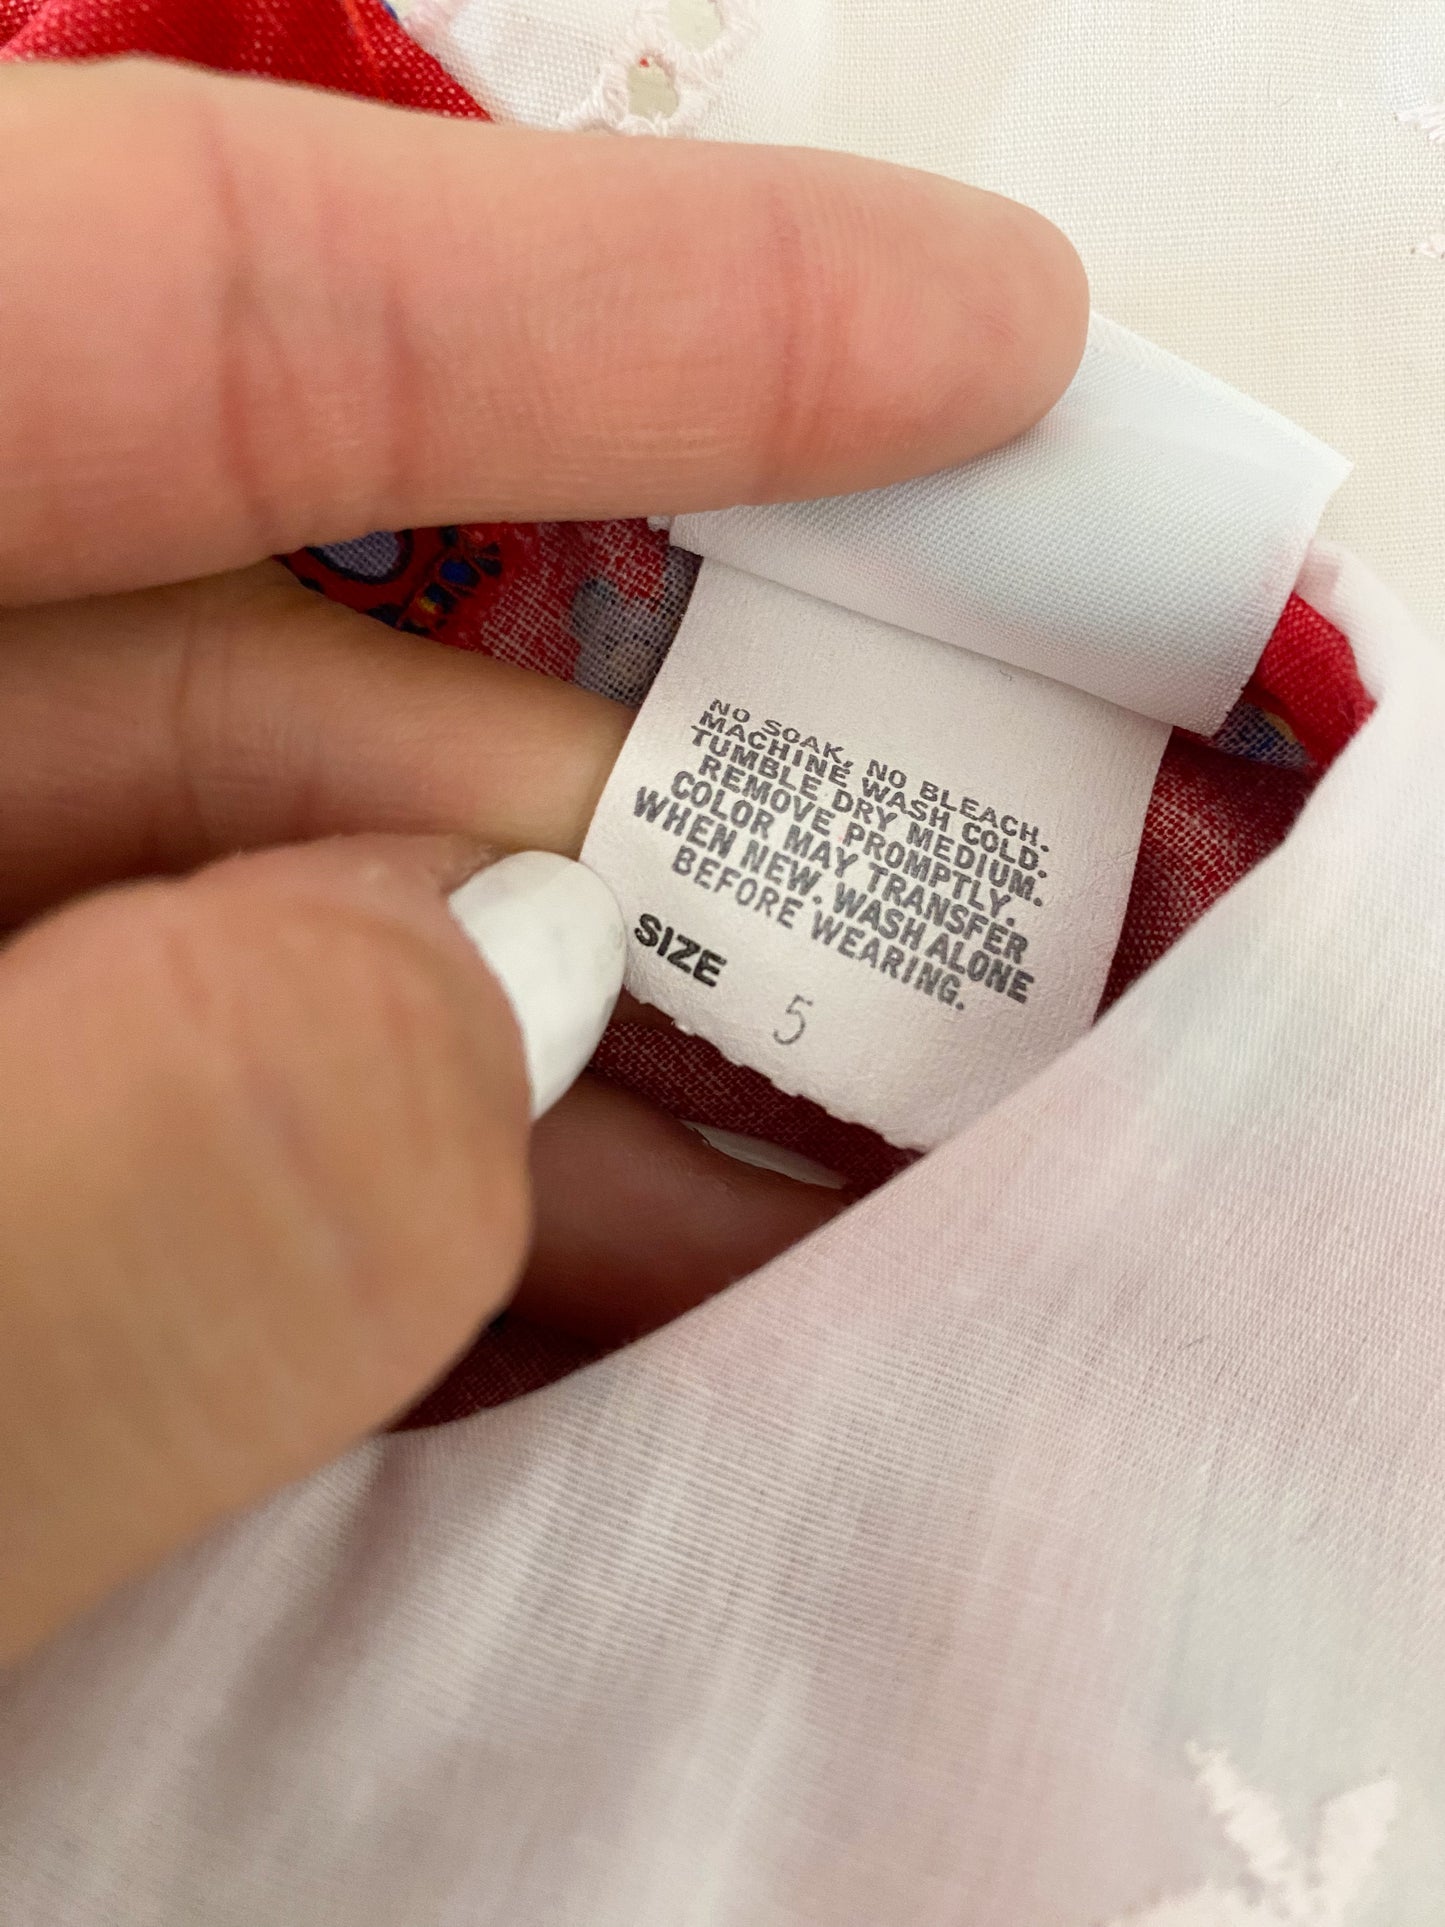 NO SOAK, NO BLEACH.
MACHINE WASH COLD.
TUMBLE DRY MEDIUM.
REMOVE PROMPTLY.
COLOR MAY TRANSFER
WHEN NEW. WASH ALONE
BEFORE WEARING.
SIZE 5